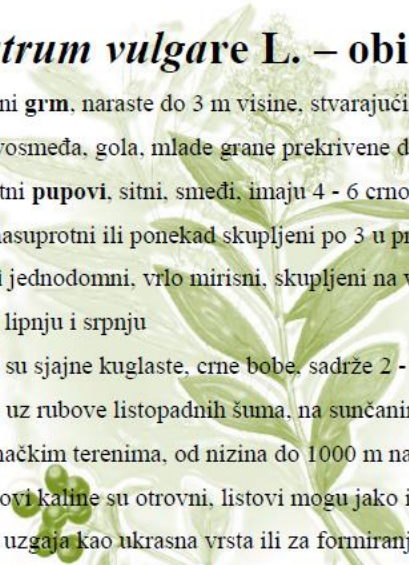 trum vulgare L. – obi
ni grm, naraste do 3 m visine, stvarajući
vosmeđa, gola, mlade grane prekrivene d
tni pupovi, sitni, smeđi, imaju 4 - 6 crno
nasuprotni ili ponekad skupljeni po 3 u pr
i jednodomni, vrlo mirisni, skupljeni na v
lipnju i srpnju
su sjajne kuglaste, crne bobe, sadrže 2 -
uz rubove listopadnih šuma, na sunčanim
načkim terenima, od nizina do 1000 m na
ovi kaline su otrovni, listovi mogu jako i
uzgaja kao ukrasna vrsta ili za formiranj